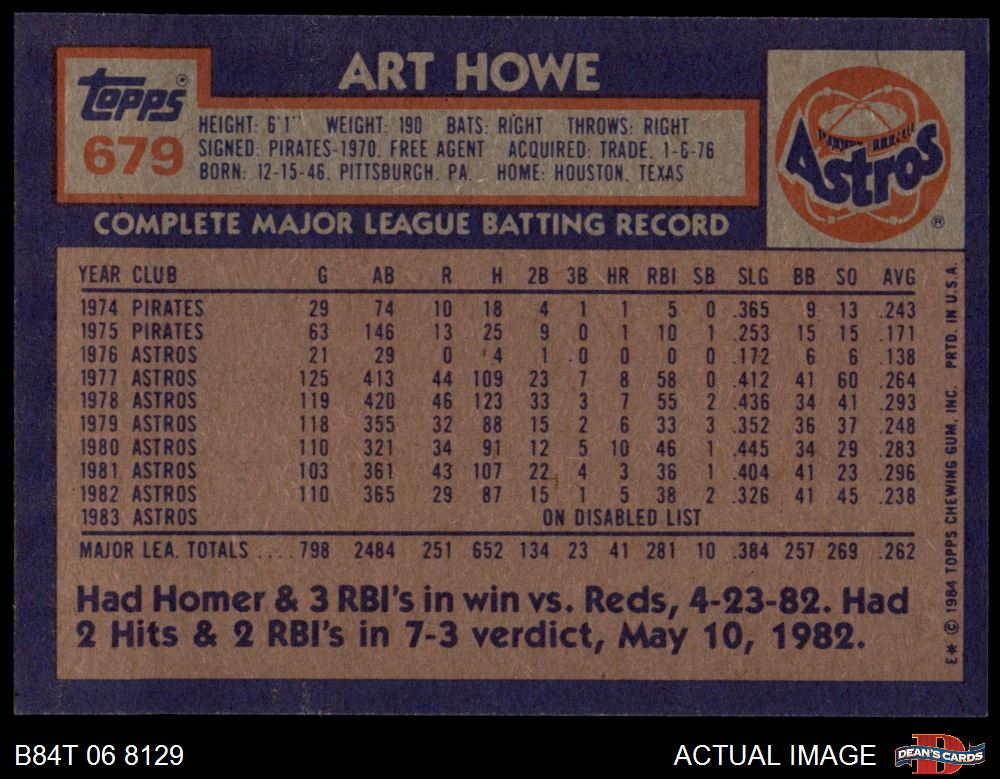 ART HOWE
Topps
679
HEIGHT: 6'1" WEIGHT: 190 BATS: RIGHT THROWS: RIGHT
SIGNED: PIRATES-1970, FREE AGENT ACQUIRED: TRADE, 1-6-76
BORN: 12-15-46, PITTSBURGH, PA. HOME: HOUSTON, TEXAS
Astros
®
COMPLETE MAJOR LEAGUE BATTING RECORD
YEAR CLUB G AB R H 2B 3B HR RBI SB SLG BB SO AVG
1974 PIRATES 29 74 10 18 4 1 1 5 0 .365 9 13 .243
1975 PIRATES 63 146 13 25 9 0 1 10 1 .253 15 15 .171
1976 ASTROS 21 29 0 4 1 0 0 0 0 .172 6 6 .138
1977 ASTROS 125 413 44 109 23 7 8 58 0 .412 41 60 .264
1978 ASTROS 119 420 46 123 33 3 7 55 2 .436 34 41 .293
1979 ASTROS 118 355 32 88 15 2 6 33 3 .352 36 37 .248
1980 ASTROS 110 321 34 91 12 5 10 46 1 .445 34 29 .283
1981 ASTROS 103 361 43 107 22 4 3 36 1 .404 41 23 .296
1982 ASTROS 110 365 29 87 15 1 5 38 2 .326 41 45 .238
1983 ASTROS ON DISABLED LIST
MAJOR LEA. TOTALS .... 798 2484 251 652 134 23 41 281 10 .384 257 269 .262
Had Homer & 3 RBI's in win vs. Reds, 4-23-82. Had
2 Hits & 2 RBI's in 7-3 verdict, May 10, 1982.
E* © 1984 TOPPS CHEWING GUM, INC. PRTD. IN U.S.A.
B84T 06 8129
ACTUAL IMAGE
DEAN'S CARDS